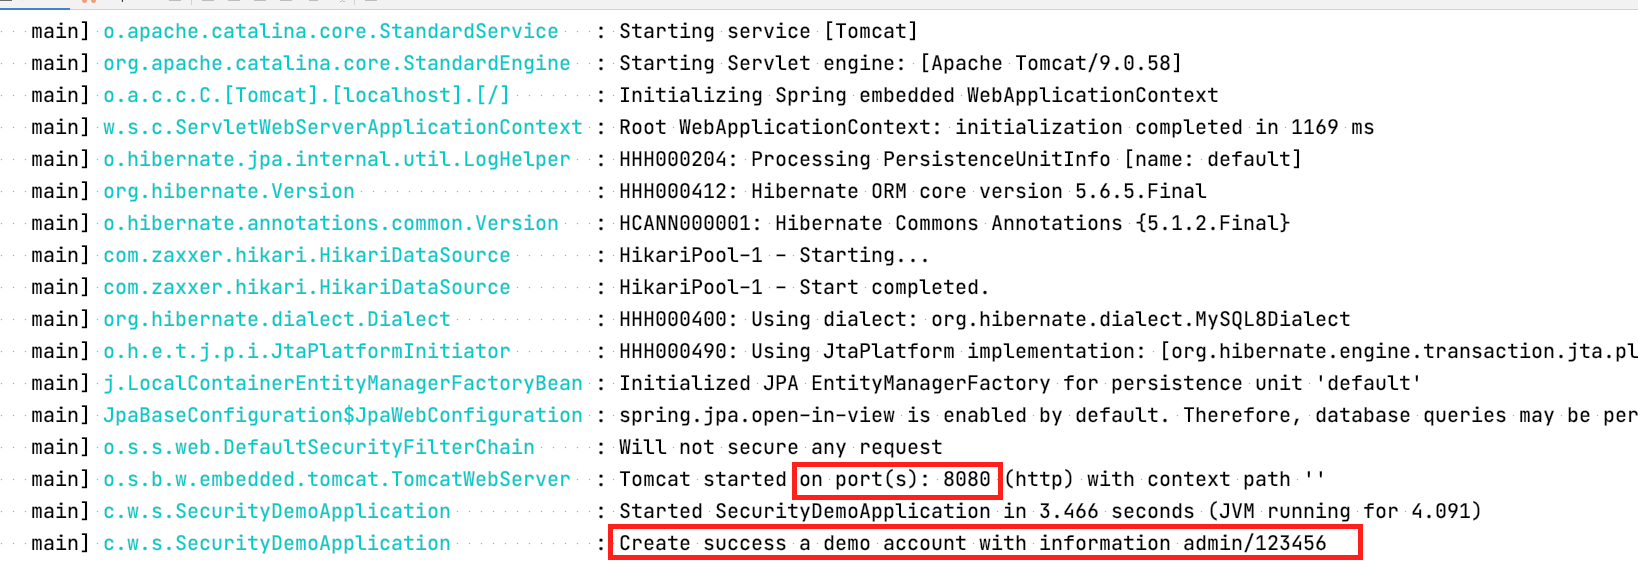 main] o.apache.catalina.core.StandardService : Starting service [Tomcat]
main] org.apache.catalina.core.StandardEngine : Starting Servlet engine: [Apache Tomcat/9.0.58]
main] o.a.c.c.C.[Tomcat].[localhost].[/] : Initializing Spring embedded WebApplicationContext
main] w.s.c.ServletWebServerApplicationContext : Root WebApplicationContext: initialization completed in 1169 ms
main] o.hibernate.jpa.internal.util.LogHelper : HHH000204: Processing PersistenceUnitInfo [name: default]
main] org.hibernate.Version : HHH000412: Hibernate ORM core version 5.6.5.Final
main] o.hibernate.annotations.common.Version : HCANN000001: Hibernate Commons Annotations {5.1.2.Final}
main] com.zaxxer.hikari.HikariDataSource : HikariPool-1 - Starting...
main] com.zaxxer.hikari.HikariDataSource : HikariPool-1 - Start completed.
main] org.hibernate.dialect.Dialect : HHH000400: Using dialect: org.hibernate.dialect.MySQL8Dialect
main] o.h.e.t.j.p.i.JtaPlatformInitiator : HHH000490: Using JtaPlatform implementation: [org.hibernate.engine.transaction.jta.pl
main] j.LocalContainerEntityManagerFactoryBean : Initialized JPA EntityManagerFactory for persistence unit 'default'
main] JpaBaseConfiguration$JpaWebConfiguration : spring.jpa.open-in-view is enabled by default. Therefore, database queries may be per
main] o.s.s.web.DefaultSecurityFilterChain : Will not secure any request
main] o.s.b.w.embedded.tomcat.TomcatWebServer : Tomcat started on port(s): 8080 (http) with context path ''
main] c.w.s.SecurityDemoApplication : Started SecurityDemoApplication in 3.466 seconds (JVM running for 4.091)
main] c.w.s.SecurityDemoApplication : Create success a demo account with information admin/123456